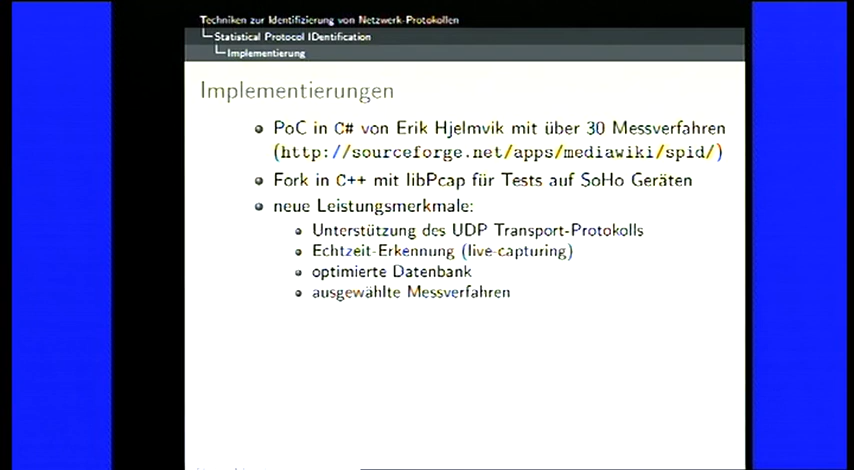 Techniken zur Identifizierung von Netzwerk-Protokollen
Statistical Protocol IDentification
Implementierung
Implementierungen
PoC in C# von Erik Hjelmvik mit über 30 Messverfahren
(http://sourceforge.net/apps/mediawiki/spid/)
Fork in C++ mit libPcap für Tests auf SoHo Geräten
neue Leistungsmerkmale:
Unterstützung des UDP Transport-Protokolls
Echtzeit-Erkennung (live-capturing)
optimierte Datenbank
ausgewählte Messverfahren